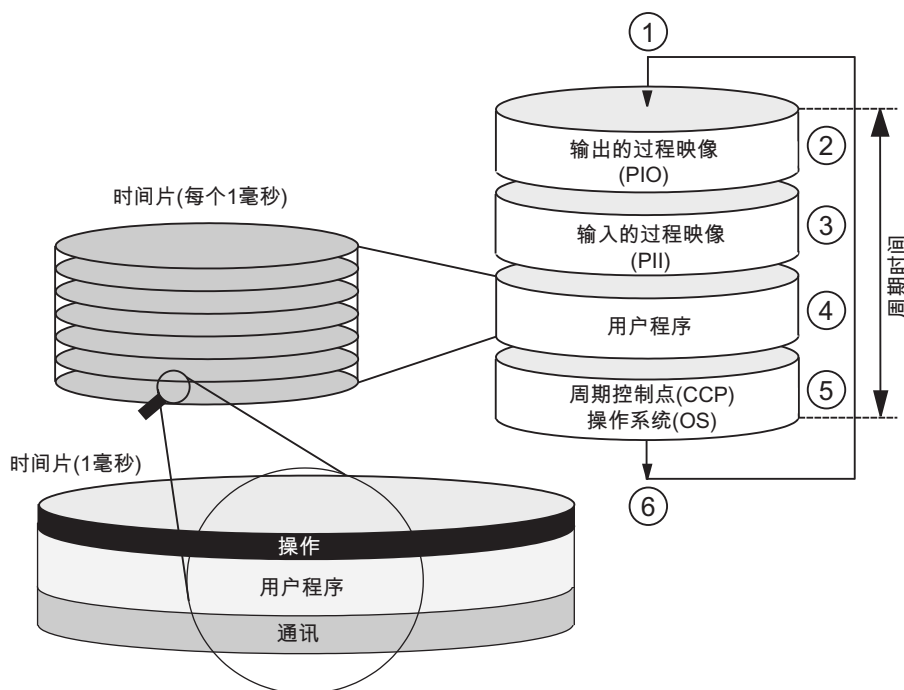 ①
输出的过程映像
(PIO)
②
时间片(每个1毫秒)
输入的过程映像
(PII)
③
周期时间
用户程序
④
周期控制点(CCP)
操作系统(OS)
⑤
时间片(1毫秒)
⑥
操作
用户程序
通讯